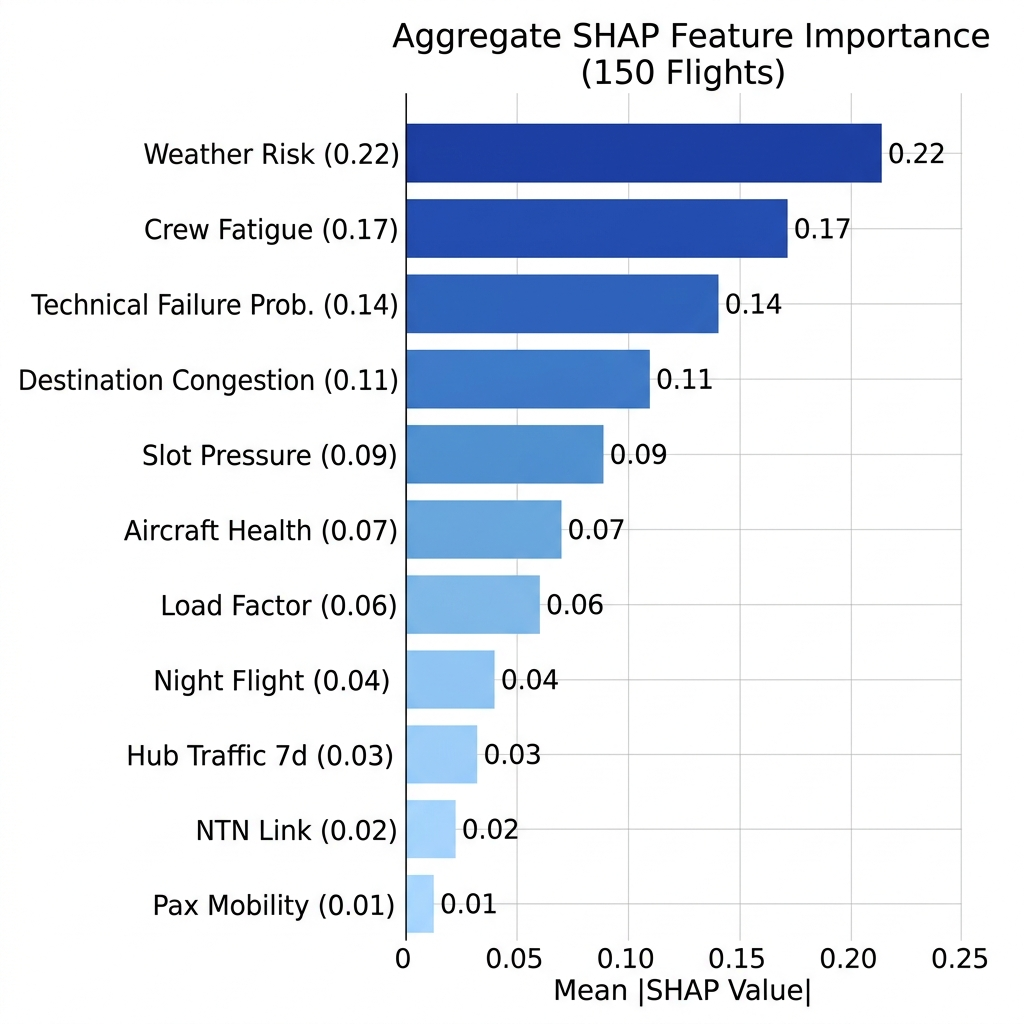 Aggregate SHAP Feature Importance
(150 Flights)
Weather Risk (0.22) 0.22
Crew Fatigue (0.17) 0.17
Technical Failure Prob. (0.14) 0.14
Destination Congestion (0.11) 0.11
Slot Pressure (0.09) 0.09
Aircraft Health (0.07) 0.07
Load Factor (0.06) 0.06
Night Flight (0.04) 0.04
Hub Traffic 7d (0.03) 0.03
NTN Link (0.02) 0.02
Pax Mobility (0.01) 0.01
0 0.05 0.10 0.15 0.20 0.25
Mean |SHAP Value|